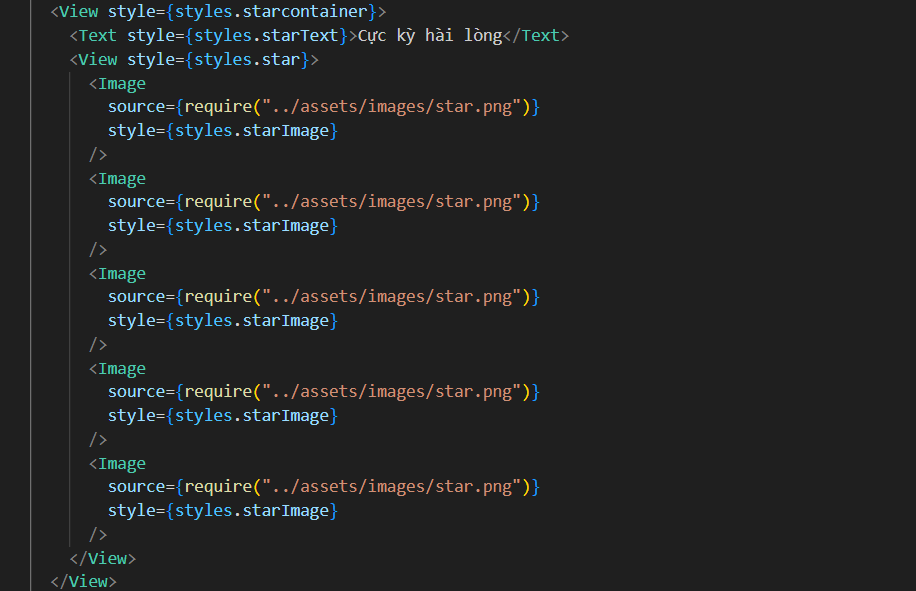 <View style={styles.starcontainer}>
<Text style={styles.starText}>Cực kỳ hài lòng</Text>
<View style={styles.star}>
<Image
source={require("../assets/images/star.png")}
style={styles.starImage}
/>
<Image
source={require("../assets/images/star.png")}
style={styles.starImage}
/>
<Image
source={require("../assets/images/star.png")}
style={styles.starImage}
/>
<Image
source={require("../assets/images/star.png")}
style={styles.starImage}
/>
<Image
source={require("../assets/images/star.png")}
style={styles.starImage}
/>
</View>
</View>